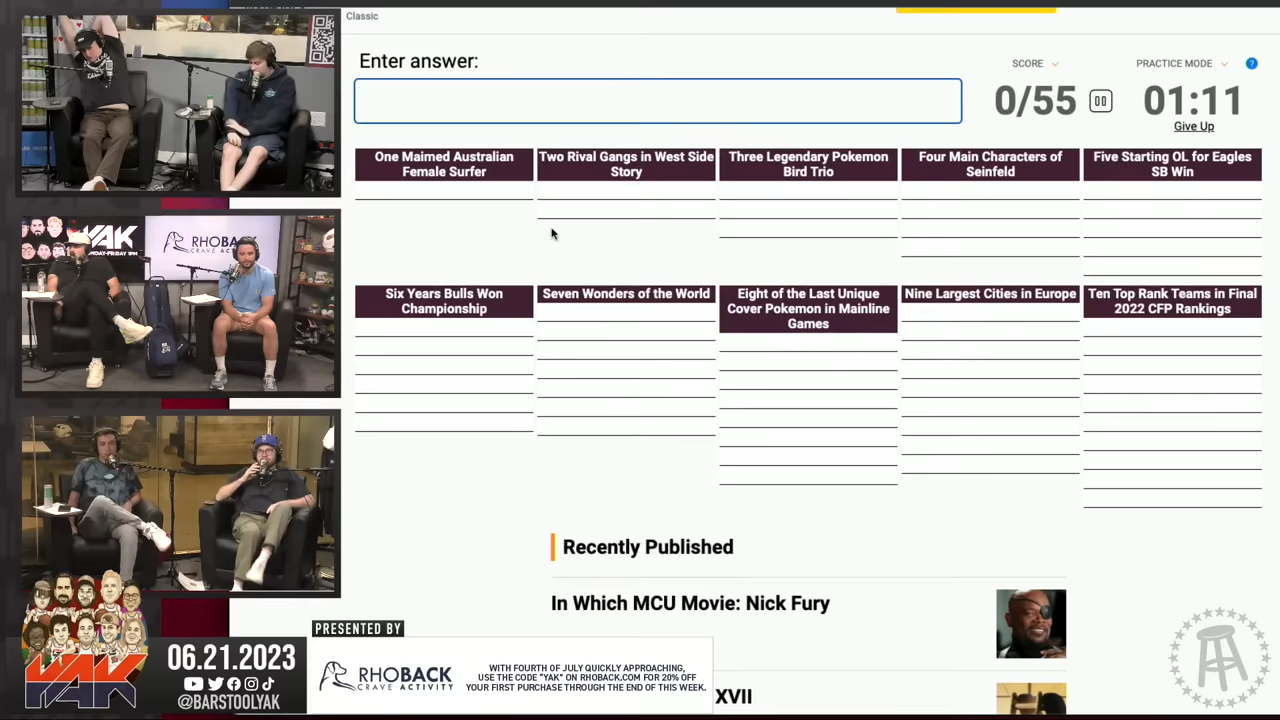 Classic
Enter answer:
SCORE
PRACTICE MODE
?
0/55
01:11
Give Up
One Maimed Australian
Female Surfer
Two Rival Gangs in West Side
Story
Three Legendary Pokemon
Bird Trio
Four Main Characters of
Seinfeld
Five Starting OL for Eagles
SB Win
Six Years Bulls Won
Championship
Seven Wonders of the World
Eight of the Last Unique
Cover Pokemon in Mainline
Games
Nine Largest Cities in Europe
Ten Top Rank Teams in Final
2022 CFP Rankings
Recently Published
In Which MCU Movie: Nick Fury
XVII
YAK
RHOBACK
CRAVE ACTIV
PRESENTED BY
YAK
06.21.2023
@BARSTOOLYAK
RHOBACK
CRAVE ACTIVITY
WITH FOURTH OF JULY QUICKLY APPROACHING,
USE THE CODE "YAK" ON RHOBACK.COM FOR 20% OFF
YOUR FIRST PURCHASE THROUGH THE END OF THIS WEEK.